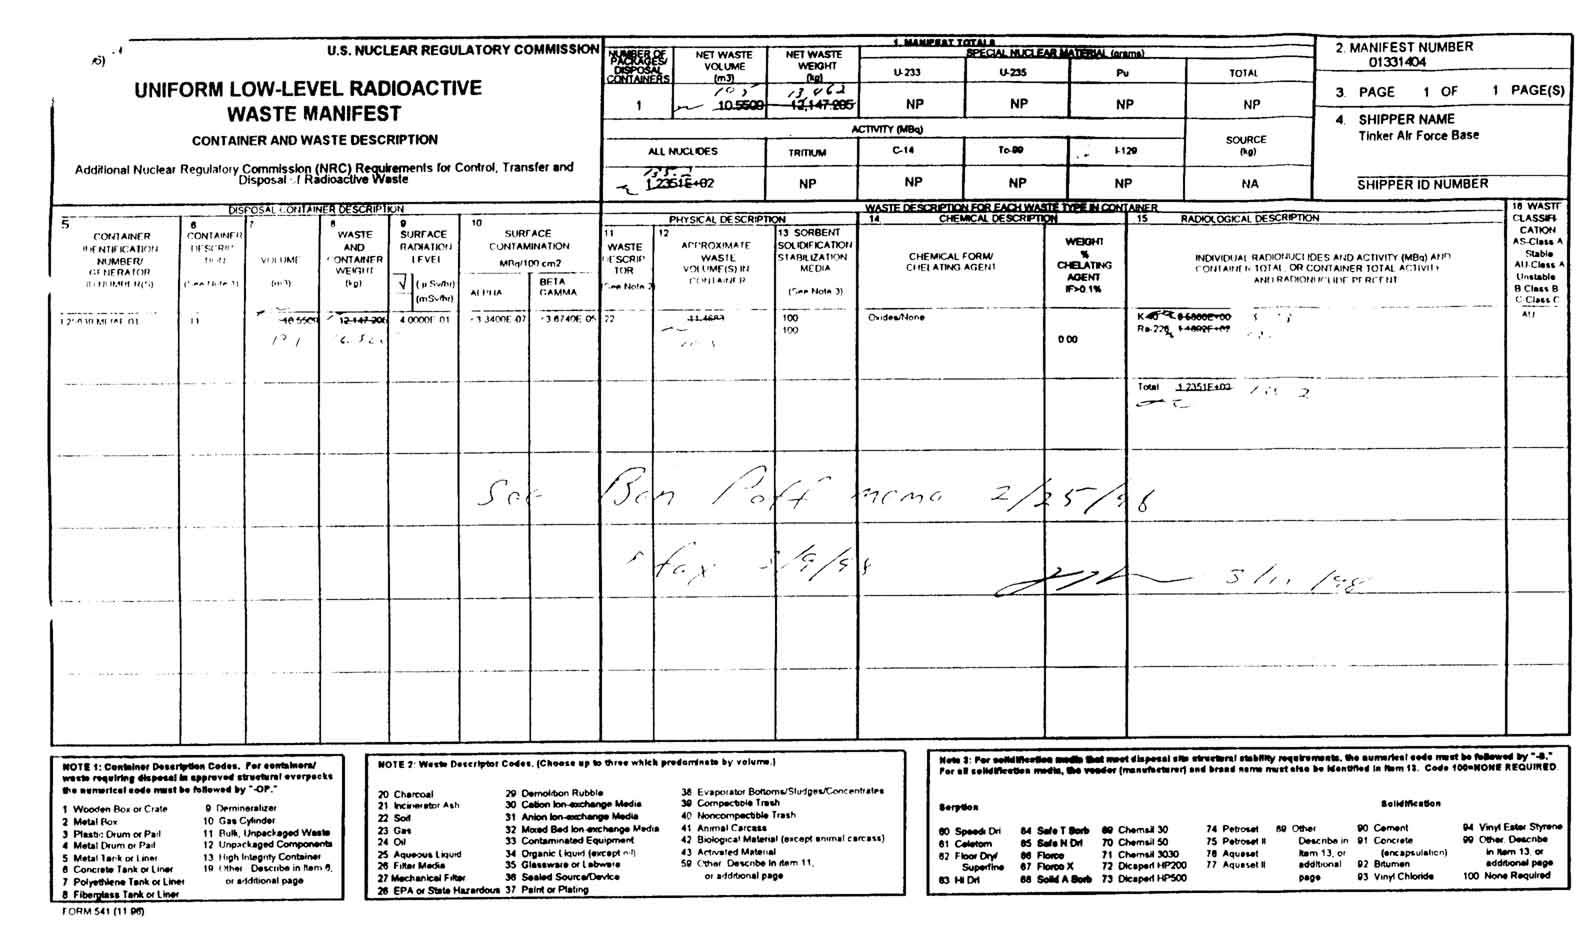 U.S. NUCLEAR REGULATORY COMMISSION
UNIFORM LOW-LEVEL RADIOACTIVE
WASTE MANIFEST
CONTAINER AND WASTE DESCRIPTION
Additional Nuclear Regulatory Commission (NRC) Requirements for Control, Transfer and
Disposal of Radioactive Waste
1. MANIFEST TOTALS
NUMBER OF PACKAGES/ DISPOSAL CONTAINERS
NET WASTE VOLUME (m3)
NET WASTE WEIGHT (kg)
SPECIAL NUCLEAR MATERIAL (grams)
U-233 U-235 Pu TOTAL
10.5 13,462
1 10.5509 12,147.205 NP NP NP NP
ACTIVITY (MBq)
ALL NUCLIDES TRITIUM C-14 Tc-99 I-129 SOURCE (kg)
135.2
1.2351E+02 NP NP NP NP NA
2. MANIFEST NUMBER
01331404
3. PAGE 1 OF 1 PAGE(S)
4. SHIPPER NAME
Tinker Air Force Base
SHIPPER ID NUMBER
DISPOSAL CONTAINER DESCRIPTION
WASTE DESCRIPTION FOR EACH WASTE TYPE IN CONTAINER
PHYSICAL DESCRIPTION
14 CHEMICAL DESCRIPTION
15 RADIOLOGICAL DESCRIPTION
16 WASTE CLASSIFI CATION
AS-Class A Stable
AU-Class A Unstable
B Class B
C Class C
5 CONTAINER IDENTIFICATION NUMBER/ GENERATOR ID NUMBER(S)
6 CONTAINER DESCRIP TION (See Note 1)
7 VOLUME (m3)
8 WASTE AND CONTAINER WEIGHT (kg)
9 SURFACE RADIATION LEVEL √ (µSv/hr) (mSv/hr)
10 SURFACE CONTAMINATION MBq/100 cm2
ALPHA BETA GAMMA
11 WASTE DESCRIP TOR (See Note 2)
12 APPROXIMATE WASTE VOLUME(S) IN CONTAINER
13 SORBENT SOLIDIFICATION STABILIZATION MEDIA (See Note 3)
CHEMICAL FORM/ CHELATING AGENT
WEIGHT % CHELATING AGENT IF>0.1%
INDIVIDUAL RADIONUCLIDES AND ACTIVITY (MBq) AND CONTAINER TOTAL, OR CONTAINER TOTAL ACTIVITY AND RADIONUCLIDE PERCENT
11 10.5509 12 147 205 4.0000E 01 3.3400E-07 3.6740E-05 22 11.4683 100 Oxides/None K-40 AU
100 0.00 Ra-226
Total 1.2351E+02
See Ben Poff memo 2/25/98
fax 3/9/98
3/11/98
NOTE 1: Container Description Codes. For containers/
waste requiring disposal in approved structural overpacks
the numerical code must be followed by "-OP."
1 Wooden Box or Crate
2 Metal Box
3 Plastic Drum or Pail
4 Metal Drum or Pail
5 Metal Tank or Liner
6 Concrete Tank or Liner
7 Polyethlene Tank or Liner
8 Fiberglass Tank or Liner
9 Demineralizer
10 Gas Cylinder
11 Bulk, Unpackaged Waste
12 Unpackaged Components
13 High Integrity Container
19 Other Describe in Item 6,
or additional page
FORM 541 (11 96)
NOTE 2: Waste Descriptor Codes. (Choose up to three which predominate by volume.)
20 Charcoal
21 Incinerator Ash
22 Soil
23 Gas
24 Oil
25 Aqueous Liquid
26 Filter Media
27 Mechanical Filter
28 EPA or State Hazardous
29 Demolition Rubble
30 Cation Ion-exchange Media
31 Anion Ion-exchange Media
32 Mixed Bed Ion-exchange Media
33 Contaminated Equipment
34 Organic Liquid (except oil)
35 Glassware or Labware
36 Sealed Source/Device
37 Paint or Plating
38 Evaporator Bottoms/Sludges/Concentrates
39 Compactible Trash
40 Noncompactible Trash
41 Animal Carcass
42 Biological Material (except animal carcass)
43 Activated Material
59 Other Describe in item 11,
or additional page
Note 3: For solidification media that meet disposal site structural stability requirements, the numerical code must be followed by "-S."
For all solidification media, the vendor (manufacturer) and brand name must also be identified in Item 13. Code 100=NONE REQUIRED
Sorption
60 Speedi Dri
61 Celetom
62 Floor Dry/
Superfine
63 Hi Dri
64 Safe T Sorb
65 Safe N Dri
66 Florco
67 Florco X
68 Solid A Sorb
69 Chemsil 30
70 Chemsil 50
71 Chemsil 3030
72 Dicaperl HP200
73 Dicaperl HP500
74 Petroset
75 Petroset II
76 Aquaset
77 Aquaset II
89 Other
Describe in
Item 13, or
additional
page
Solidification
90 Cement
91 Concrete
(encapsulation)
92 Bitumen
93 Vinyl Chloride
94 Vinyl Ester Styrene
99 Other. Describe
in Item 13, or
additional page
100 None Required